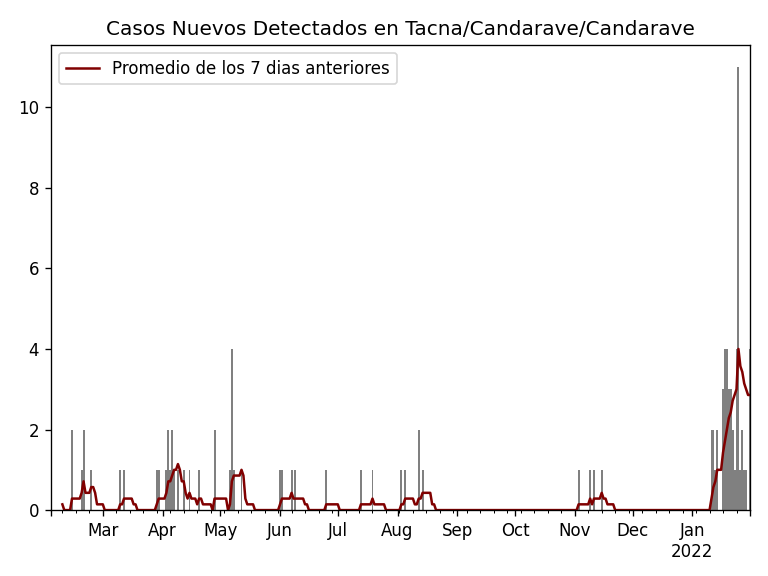 Casos Nuevos Detectados en Tacna/Candarave/Candarave
Promedio de los 7 dias anteriores
10
8
6
4
2
0
Mar Apr May Jun Jul Aug Sep Oct Nov Dec Jan
2022